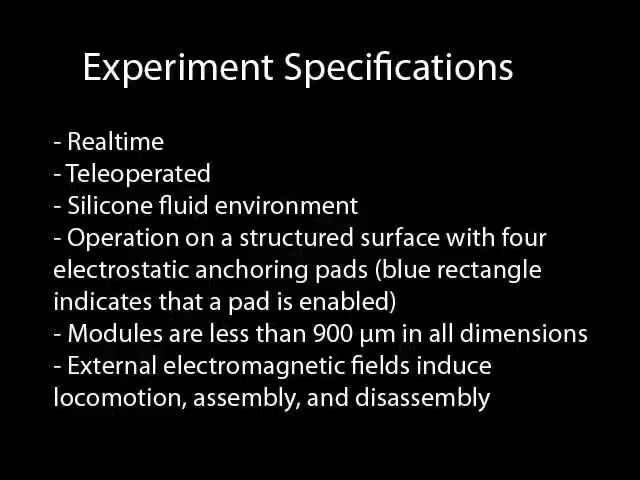 Experiment Specifications
- Realtime
- Teleoperated
- Silicone fluid environment
- Operation on a structured surface with four
electrostatic anchoring pads (blue rectangle
indicates that a pad is enabled)
- Modules are less than 900 µm in all dimensions
- External electromagnetic fields induce
locomotion, assembly, and disassembly